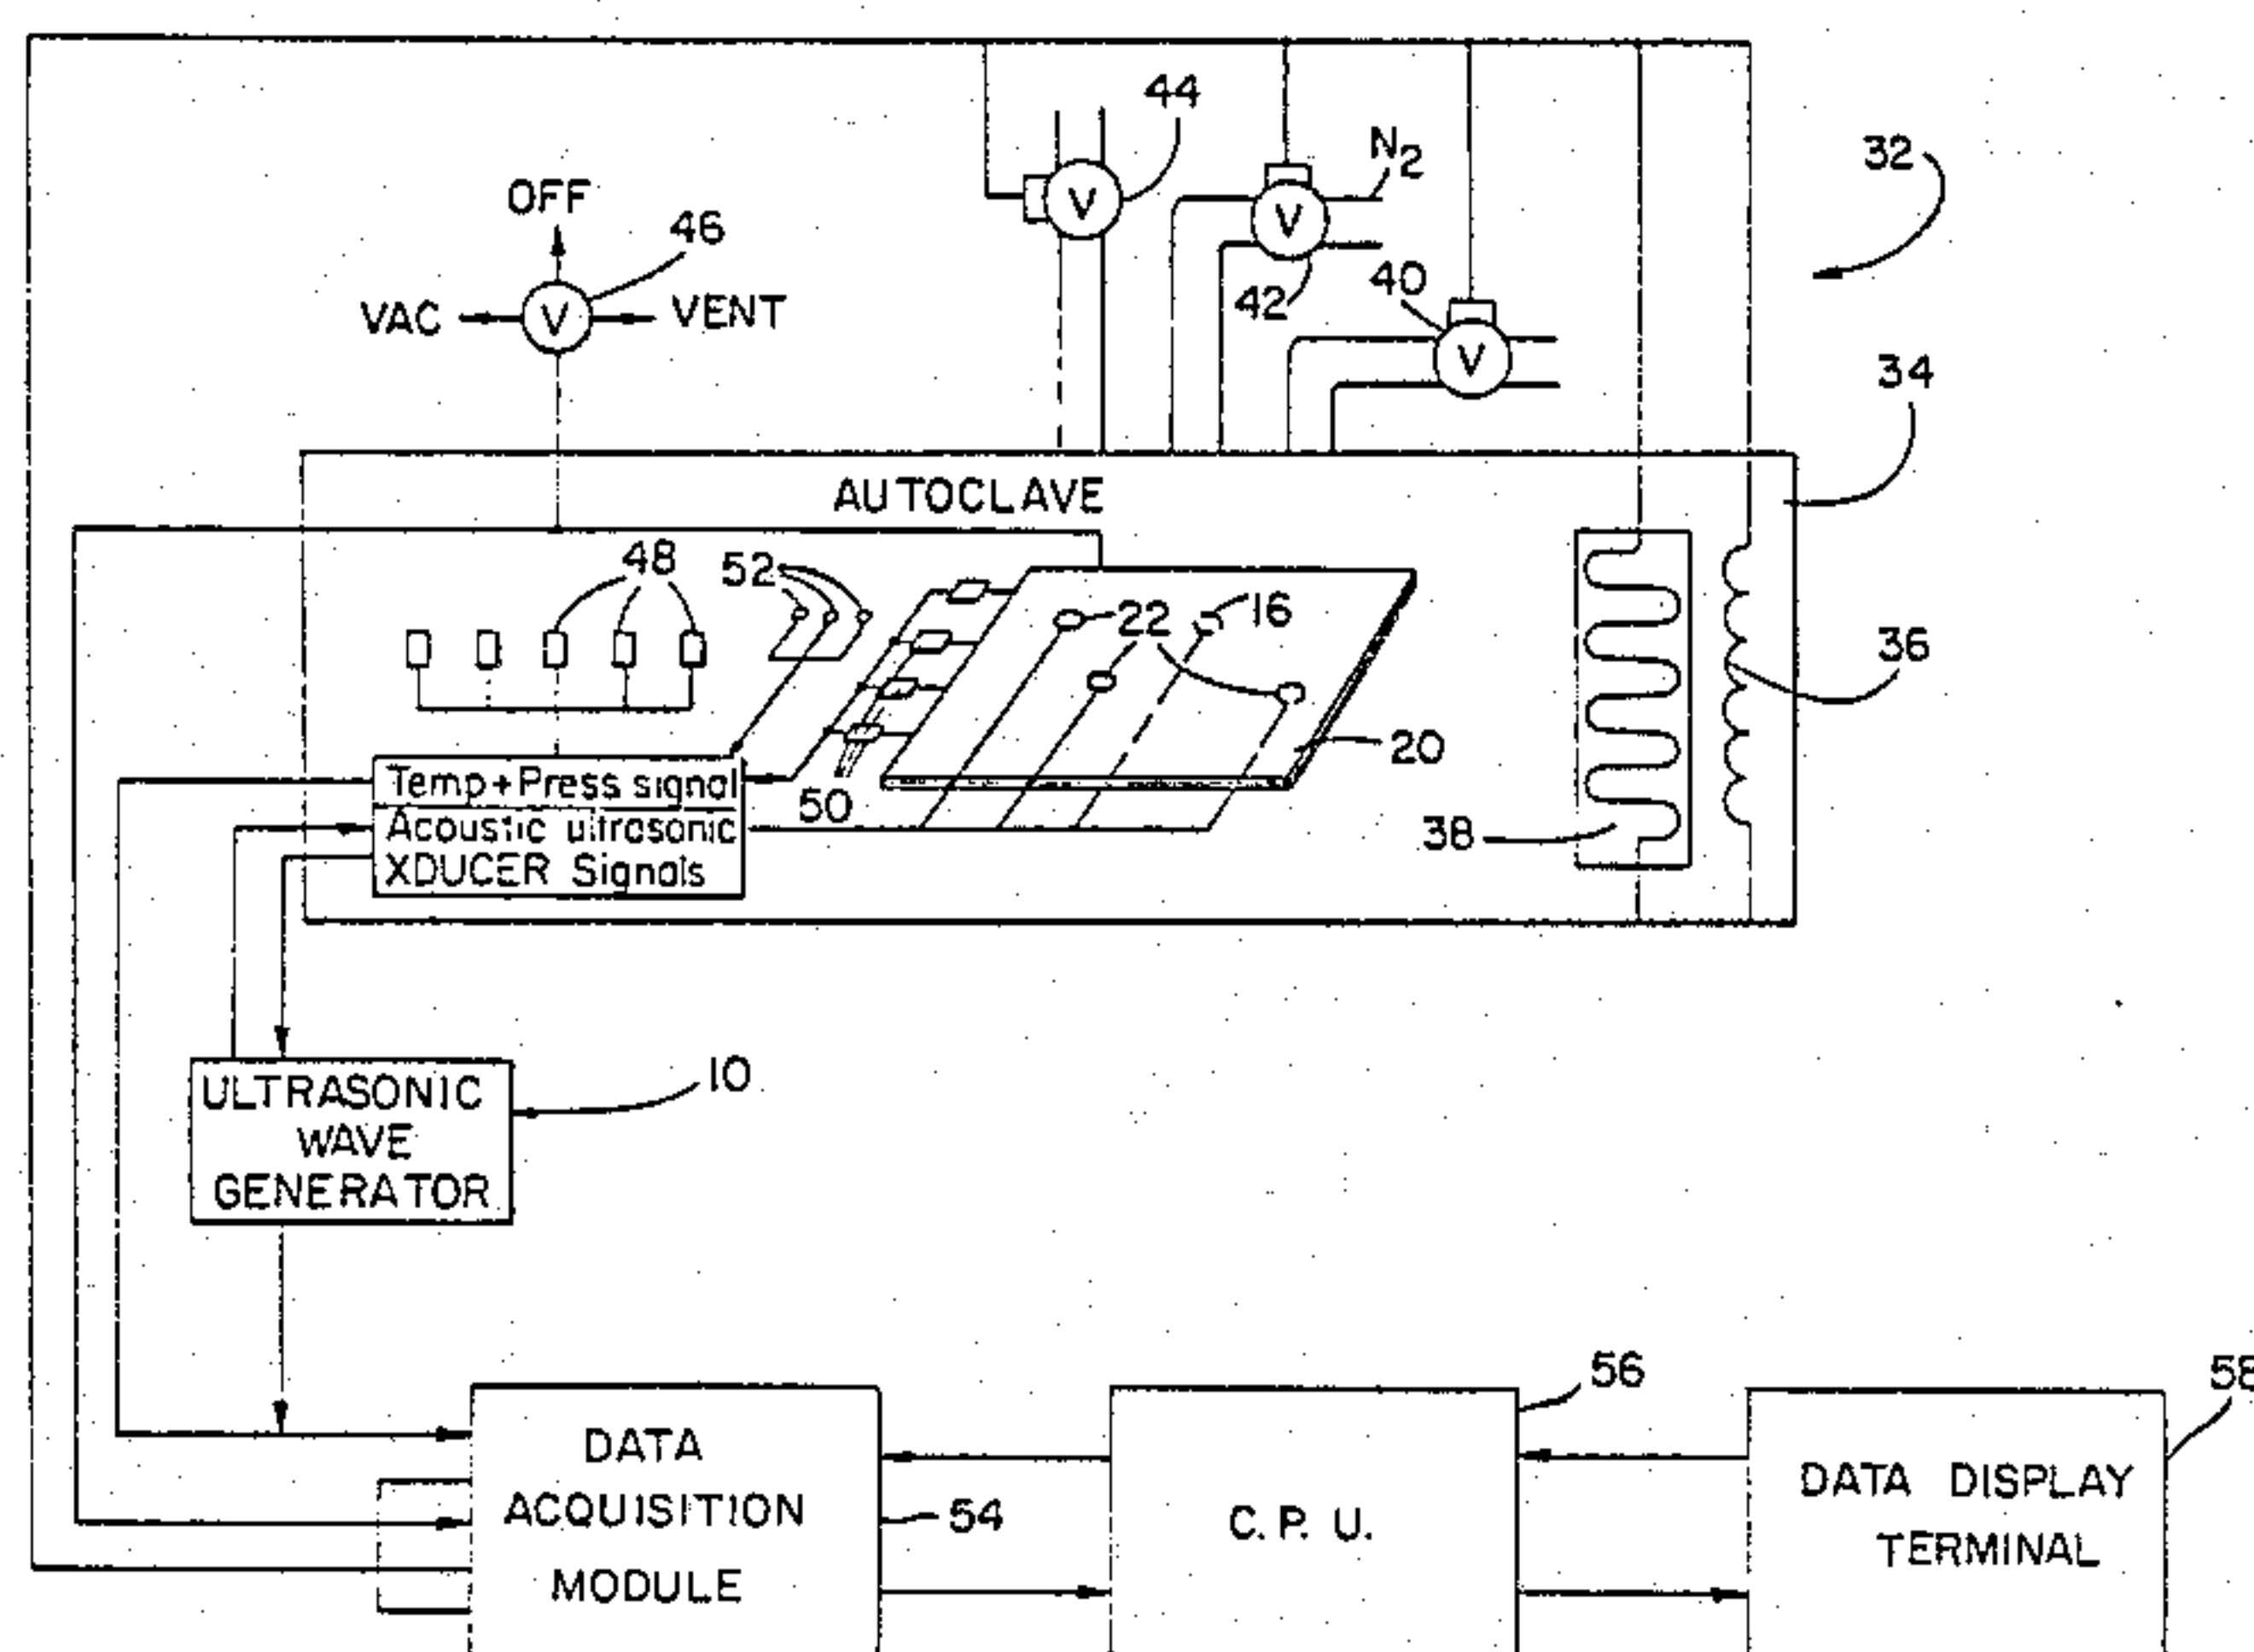 44
N2
32
OFF
46
V
V
42
40
VAC
V
VENT
V
34
AUTOCLAVE
48
52
22
16
36
20
Temp+Press signal
50
Acoustic ultrasonic
38
XDUCER Signals
ULTRASONIC
WAVE
GENERATOR
10
56
58
DATA
ACQUISITION
MODULE
54
C. P. U.
DATA DISPLAY
TERMINAL